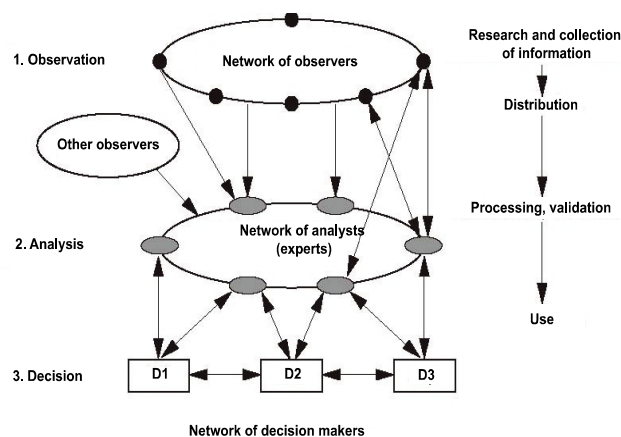 Research and collection
of information
1. Observation
Network of observers
Distribution
Other observers
Processing, validation
Network of analysts
(experts)
2. Analysis
Use
3. Decision
D1
D2
D3
Network of decision makers